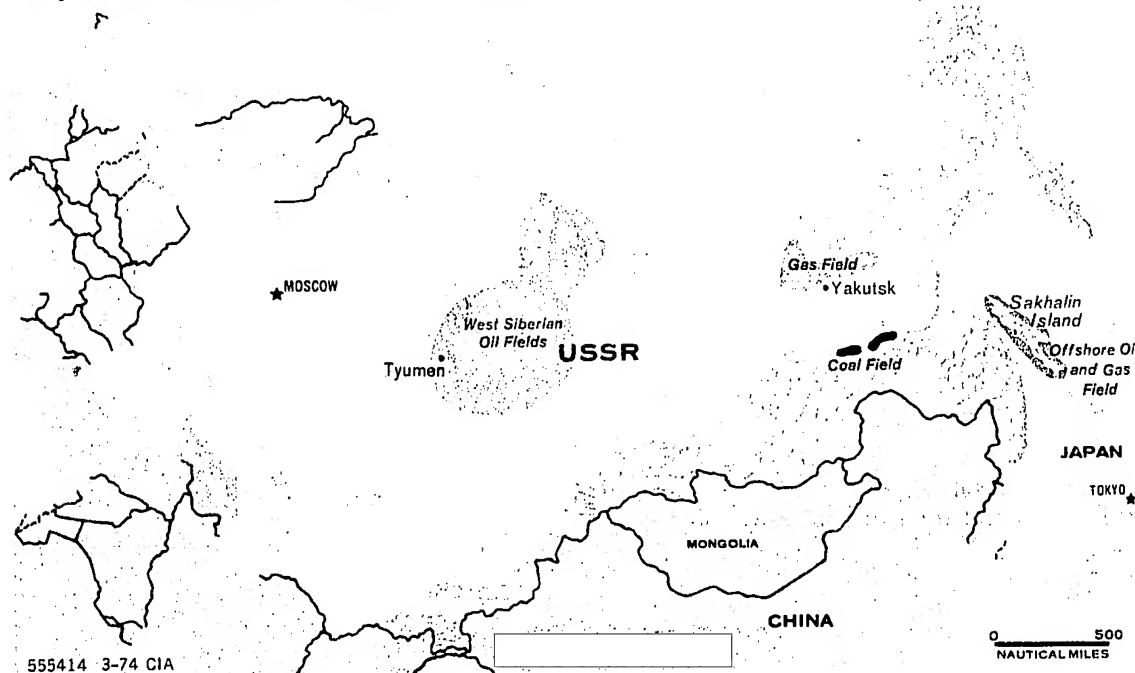 Gas Field
MOSCOW
Yakutsk
Sakhalin
Island
West Siberian
Oil Fields
USSR
Offshore Oi
Tyumen
Coal Field
and Gas
Field
JAPAN
TOKYO
MONGOLIA
CHINA
0 500
NAUTICAL MILES
555414 3-74 CIA